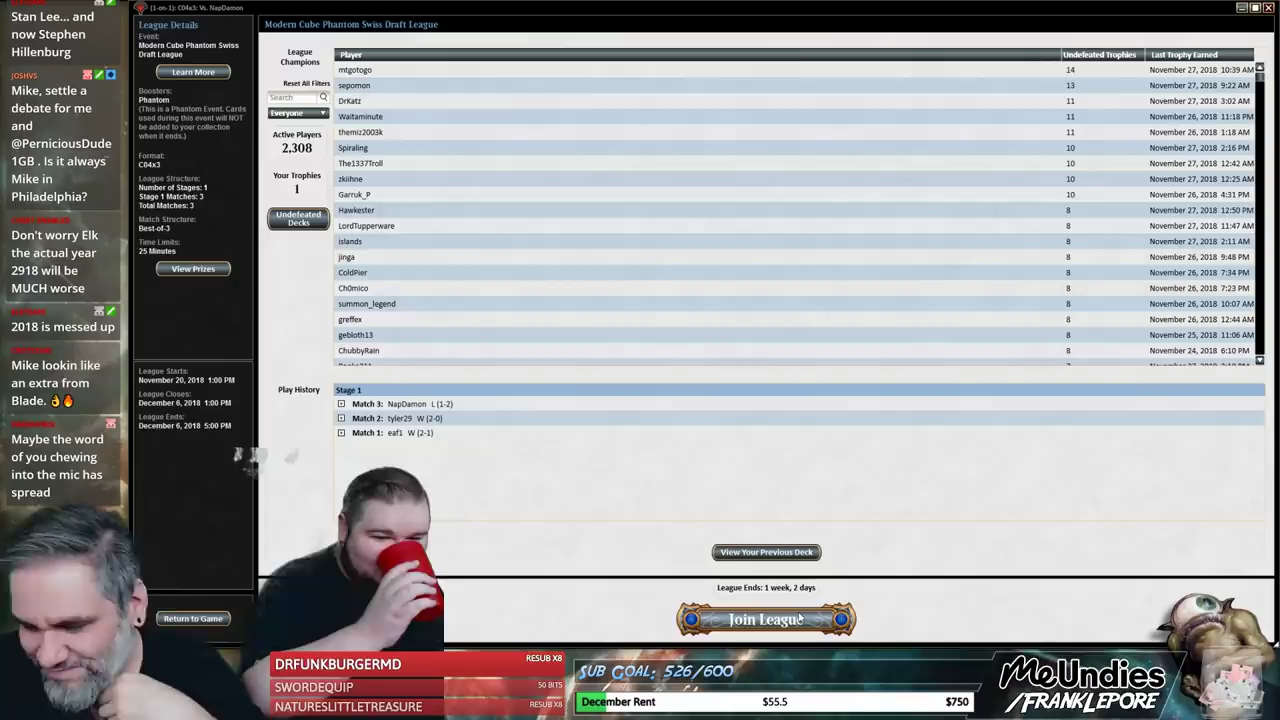 (1-on-1): C04x3; Vs. NapDamon
Stan Lee.. and
now Stephen
Hillenburg
JOSHVS
Mike, settle a
debate for me
and
@PerniciousDude
1GB . Is it always
Mike in
Philadelphia?
Don't worry Elk
the actual year
2918 will be
MUCH worse
2018 is messed up
Mike lookin like
an extra from
Blade. 👌🔥
Maybe the word
of you chewing
into the mic has
spread
League Details
Event:
Modern Cube Phantom Swiss
Draft League
Learn More
Boosters:
Phantom
(This is a Phantom Event. Cards
used during this event will NOT
be added to your collection
when it ends.)
Format:
C04x3
League Structure:
Number of Stages: 1
Stage 1 Matches: 3
Total Matches: 3
Match Structure:
Best-of-3
Time Limits:
25 Minutes
View Prizes
League Starts:
November 20, 2018 1:00 PM
League Closes:
December 6, 2018 1:00 PM
League Ends:
December 6, 2018 5:00 PM
Return to Game
Modern Cube Phantom Swiss Draft League
League
Champions
Reset All Filters
Search
Everyone
Active Players
2,308
Your Trophies
1
Undefeated
Decks
Player Undefeated Trophies Last Trophy Earned
mtgotogo 14 November 27, 2018 10:39 AM
sepomon 13 November 27, 2018 9:22 AM
DrKatz 11 November 27, 2018 3:02 AM
Waitaminute 11 November 26, 2018 11:18 PM
themiz2003k 11 November 26, 2018 1:18 AM
Spiraling 10 November 27, 2018 2:16 PM
The1337Troll 10 November 27, 2018 12:42 AM
zkiihne 10 November 27, 2018 12:25 AM
Garruk_P 10 November 26, 2018 4:31 PM
Hawkester 8 November 27, 2018 12:50 PM
LordTupperware 8 November 27, 2018 11:47 AM
islands 8 November 27, 2018 2:11 AM
jinga 8 November 26, 2018 9:48 PM
ColdPier 8 November 26, 2018 7:34 PM
Ch0mico 8 November 26, 2018 7:23 PM
summon_legend 8 November 26, 2018 10:07 AM
greffex 8 November 26, 2018 12:44 AM
gebloth13 8 November 25, 2018 11:06 AM
ChubbyRain 8 November 24, 2018 6:10 PM
Play History
Stage 1
Match 3: NapDamon L (1-2)
Match 2: tyler29 W (2-0)
Match 1: eaf1 W (2-1)
View Your Previous Deck
League Ends: 1 week, 2 days
Join League
DRFUNKBURGERMD RESUB X8
SWORDEQUIP 50 BITS
NATURESLITTLETREASURE RESUB X8
SUB GOAL: 526/600
December Rent $55.5 $750
MeUndies
FRANKLEPORE